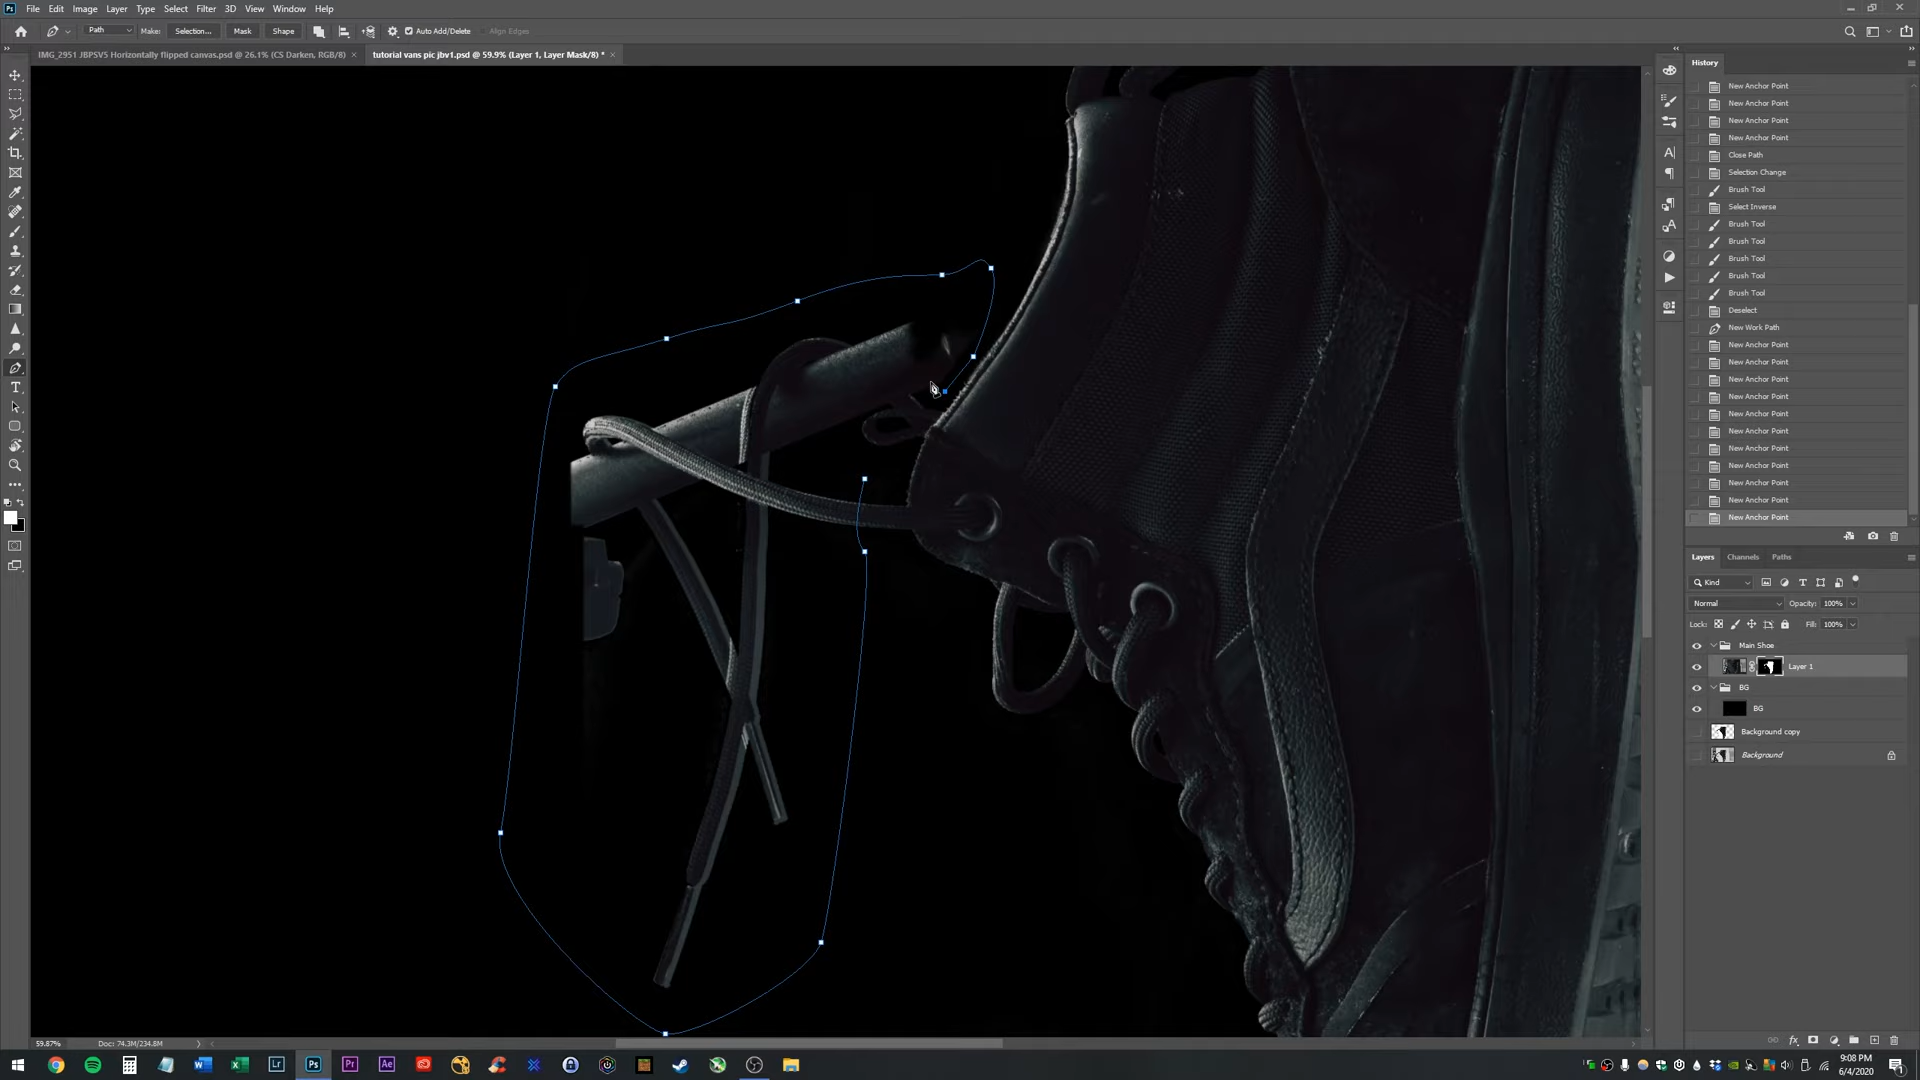 File Edit Image Layer Type Select Filter 3D View Window Help
Path Make: Selection... Mask Shape Auto Add/Delete Align Edges
IMG_2951 JBPSV5 Horizontally flipped canvas.psd @ 26.1% (CS Darken, RGB/8) × tutorial vans pic jbv1.psd @ 59.9% (Layer 1, Layer Mask/8) * ×
History
New Anchor Point
New Anchor Point
New Anchor Point
New Anchor Point
Close Path
Selection Change
Brush Tool
Select Inverse
Brush Tool
Brush Tool
Brush Tool
Brush Tool
Brush Tool
Deselect
New Work Path
New Anchor Point
New Anchor Point
New Anchor Point
New Anchor Point
New Anchor Point
New Anchor Point
New Anchor Point
New Anchor Point
New Anchor Point
New Anchor Point
New Anchor Point
Layers Channels Paths
Kind
Normal Opacity: 100%
Lock: Fill: 100%
Main Shoe
Layer 1
BG
BG
Background copy
Background
59.87% Doc: 74.3M/234.8M
9:08 PM
6/4/2020